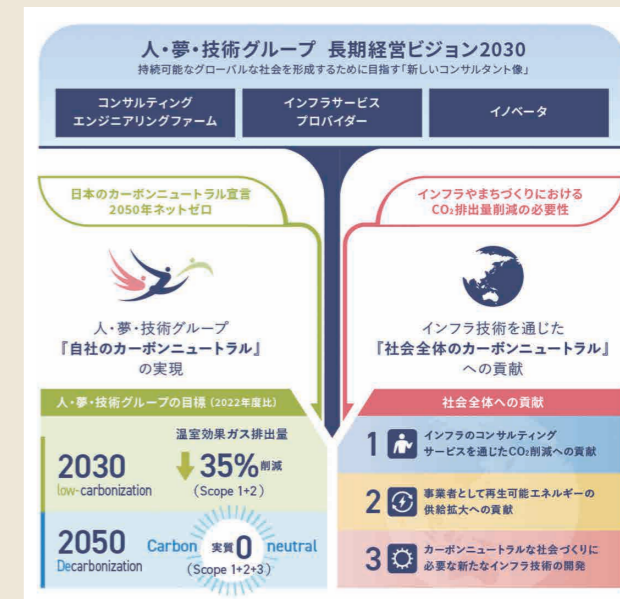 人・夢・技術グループ 長期経営ビジョン2030
持続可能なグローバルな社会を形成するために目指す「新しいコンサルタント像」
コンサルティング
エンジニアリングファーム
インフラサービス
プロバイダー
イノベータ
日本のカーボンニュートラル宣言
2050年ネットゼロ
人・夢・技術グループ
『自社のカーボンニュートラル』
の実現
人・夢・技術グループの目標(2022年度比)
2030
low-carbonization
温室効果ガス排出量
35%削減
(Scope 1+2)
2050
Decarbonization
Carbon 実質0 neutral
(Scope 1+2+3)
インフラやまちづくりにおける
CO₂排出量削減の必要性
インフラ技術を通じた
『社会全体のカーボンニュートラル』
への貢献
社会全体への貢献
1 インフラのコンサルティング
サービスを通じたCO₂削減への貢献
2 事業者として再生可能エネルギーの
供給拡大への貢献
3 カーボンニュートラルな社会づくりに
必要な新たなインフラ技術の開発